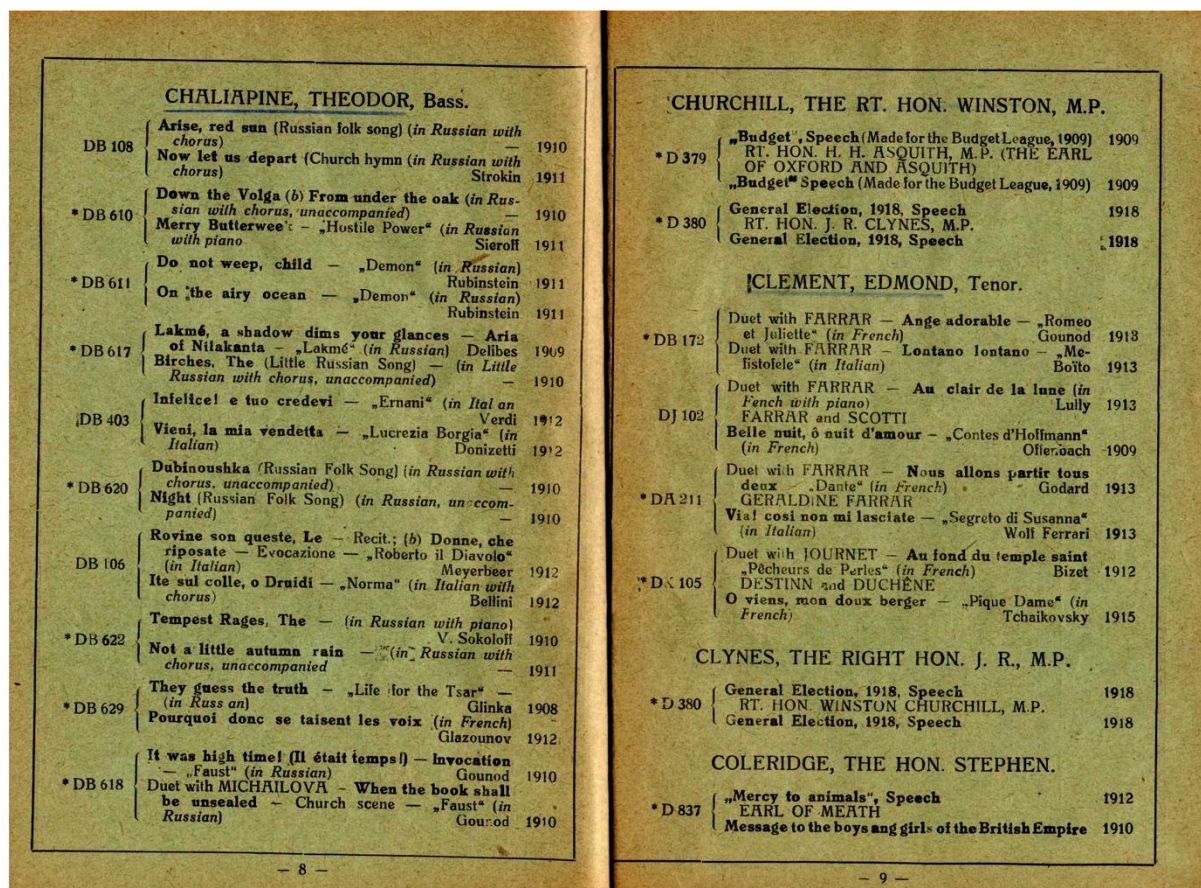 CHALIAPINE, THEODOR, Bass.
DB 108
Arise, red sun (Russian folk song) (in Russian with
chorus) — 1910
Now let us depart (Church hymn (in Russian with
chorus) Strokin 1911
* DB 610
Down the Volga (b) From under the oak (in Rus-
sian with chorus, unaccompanied) — 1910
Merry Butterwee's – „Hostile Power“ (in Russian
with piano Sieroff 1911
* DB 611
Do not weep, child — „Demon“ (in Russian)
Rubinstein 1911
On the airy ocean — „Demon“ (in Russian)
Rubinstein 1911
* DB 617
Lakmé, a shadow dims your glances — Aria
of Nilakanta – „Lakmé“ (in Russian) Delibes 1909
Birches, The (Little Russian Song) — (in Little
Russian with chorus, unaccompanied) — 1910
DB 403
Infelice! e tuo credevi — „Ernani“ (in Ital an
Verdi 1912
Vieni, la mia vendetta — „Lucrezia Borgia“ (in
Italian) Donizetti 1912
* DB 620
Dubinoushka (Russian Folk Song) (in Russian with
chorus, unaccompanied) — 1910
Night (Russian Folk Song) (in Russian, unaccom-
panied) — 1910
DB 106
Rovine son queste, Le – Recit.; (b) Donne, che
riposate — Evocazione — „Roberto il Diavolo“
(in Italian) Meyerbeer 1912
Ite sul colle, o Druidi – „Norma“ (in Italian with
chorus) Bellini 1912
* DB 622
Tempest Rages, The — (in Russian with piano)
V. Sokoloff 1910
Not a little autumn rain — (in Russian with
chorus, unaccompanied — 1911
* DB 629
They guess the truth – „Life for the Tsar“ —
(in Russ an) Glinka 1908
Pourquoi donc se taisent les voix (in French)
Glazounov 1912
* DB 618
It was high time! (Il était temps!) — Invocation
— „Faust“ (in Russian) Gounod 1910
Duet with MICHAILOVA – When the book shall
be unsealed – Church scene — „Faust“ (in
Russian) Gounod 1910
— 8 —
CHURCHILL, THE RT. HON. WINSTON, M.P.
* D 379
„Budget“, Speech (Made for the Budget League, 1909) 1909
RT. HON. H. H. ASQUITH, M.P. (THE EARL
OF OXFORD AND ASQUITH)
„Budget“ Speech (Made for the Budget League, 1909) 1909
* D 380
General Election, 1918, Speech 1918
RT. HON. J. R. CLYNES, M.P.
General Election, 1918, Speech 1918
CLEMENT, EDMOND, Tenor.
* DB 172
Duet with FARRAR — Ange adorable — „Romeo
et Juliette“ (in French) Gounod 1913
Duet with FARRAR — Lontano lontano – „Me-
fistofele“ (in Italian) Boïto 1913
DJ 102
Duet with FARRAR — Au clair de la lune (in
Fench with piano) Lully 1913
FARRAR and SCOTTI
Belle nuit, ô nuit d'amour – „Contes d'Hoffmann“
(in French) Offenbach 1909
* DA 211
Duet with FARRAR — Nous allons partir tous
deux – „Dante“ (in French) Godard 1913
GERALDINE FARRAR
Via! cosi non mi lasciate — „Segreto di Susanna“
(in Italian) Wolf Ferrari 1913
* DK 105
Duet with JOURNET – Au fond du temple saint
„Pêcheurs de Perles“ (in French) Bizet 1912
DESTINN and DUCHÊNE
O viens, mon doux berger – „Pique Dame“ (in
French) Tchaikovsky 1915
CLYNES, THE RIGHT HON. J. R., M.P.
* D 380
General Election, 1918, Speech 1918
RT. HON. WINSTON CHURCHILL, M.P.
General Election, 1918, Speech 1918
COLERIDGE, THE HON. STEPHEN.
* D 837
„Mercy to animals“, Speech 1912
EARL OF MEATH
Message to the boys ang girls of the British Empire 1910
— 9 —